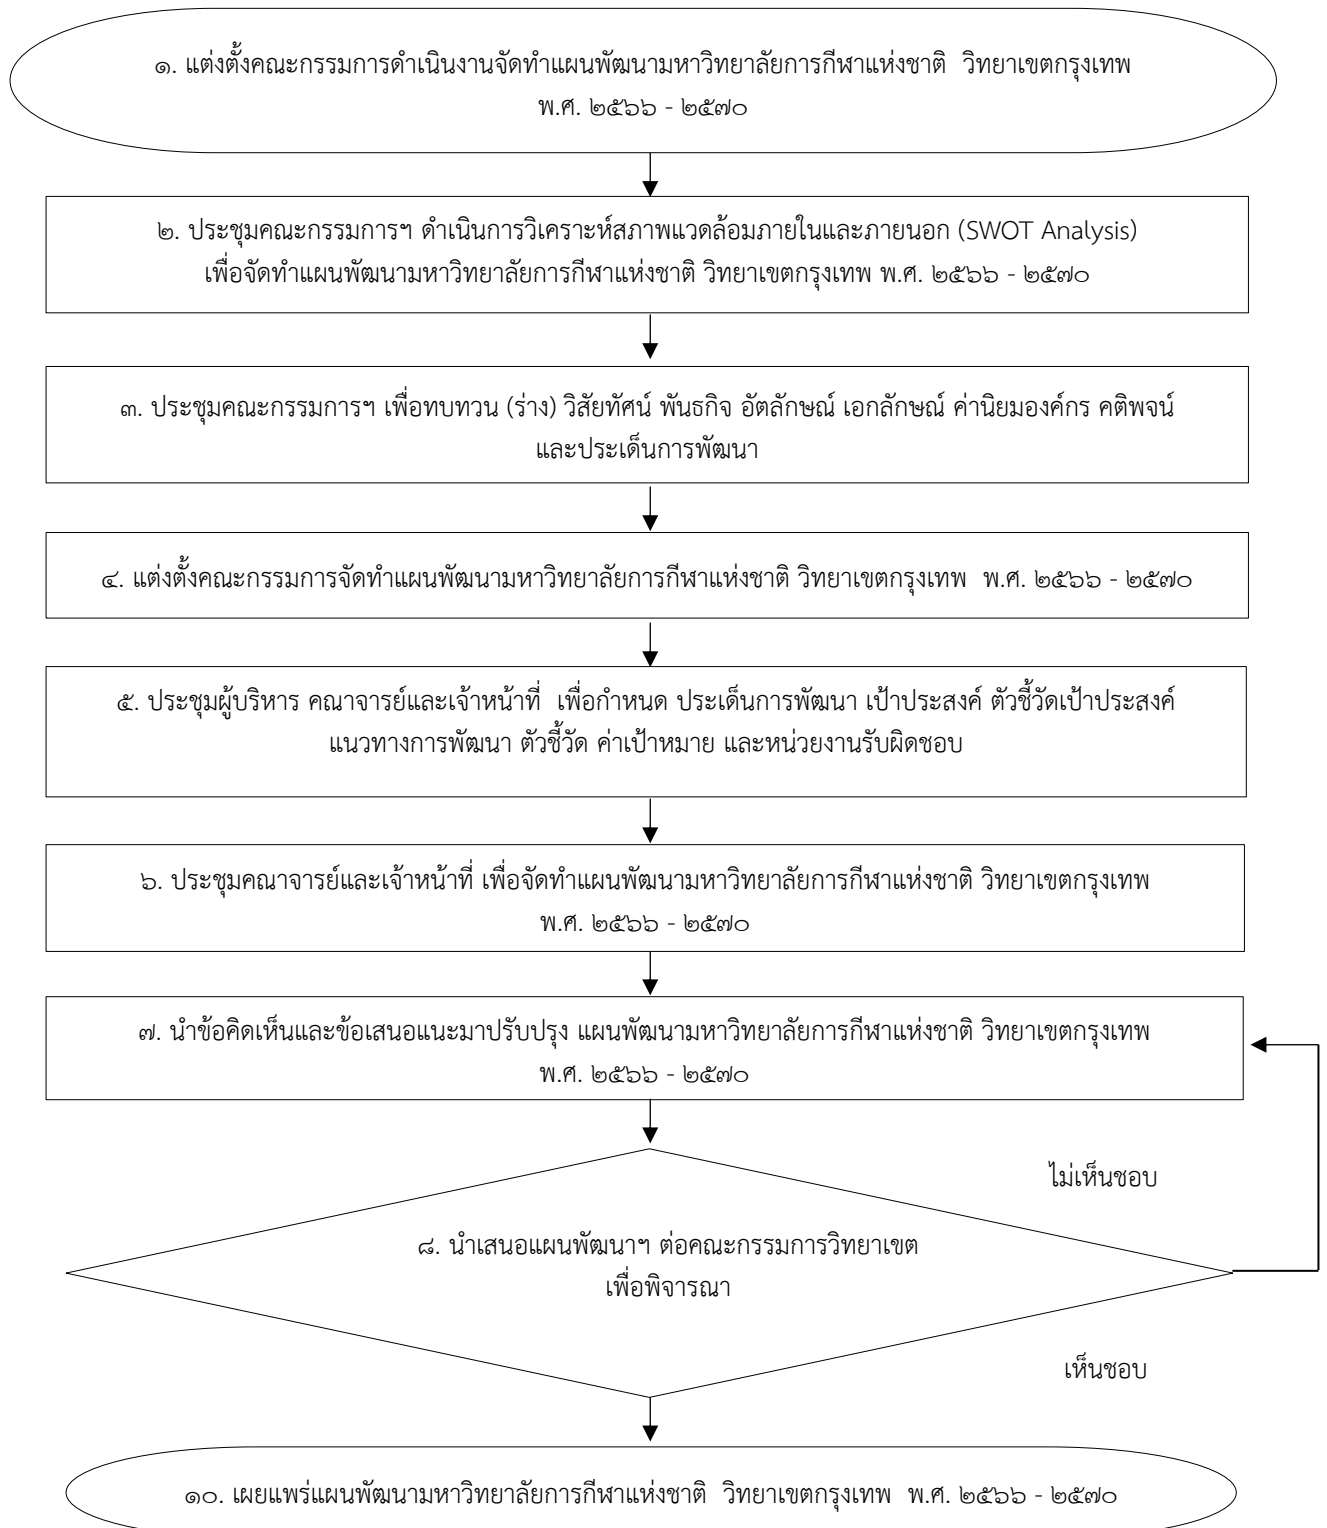 ๑. แต่งตั้งคณะกรรมการดำเนินงานจัดทำแผนพัฒนามหาวิทยาลัยการกีฬาแห่งชาติ วิทยาเขตกรุงเทพ
พ.ศ. ๒๕๖๖ - ๒๕๗๐
๒. ประชุมคณะกรรมการฯ ดำเนินการวิเคราะห์สภาพแวดล้อมภายในและภายนอก (SWOT Analysis)
เพื่อจัดทำแผนพัฒนามหาวิทยาลัยการกีฬาแห่งชาติ วิทยาเขตกรุงเทพ พ.ศ. ๒๕๖๖ - ๒๕๗๐
๓. ประชุมคณะกรรมการฯ เพื่อทบทวน (ร่าง) วิสัยทัศน์ พันธกิจ อัตลักษณ์ เอกลักษณ์ ค่านิยมองค์กร คติพจน์
และประเด็นการพัฒนา
๔. แต่งตั้งคณะกรรมการจัดทำแผนพัฒนามหาวิทยาลัยการกีฬาแห่งชาติ วิทยาเขตกรุงเทพ พ.ศ. ๒๕๖๖ - ๒๕๗๐
๕. ประชุมผู้บริหาร คณาจารย์และเจ้าหน้าที่ เพื่อกำหนด ประเด็นการพัฒนา เป้าประสงค์ ตัวชี้วัดเป้าประสงค์
แนวทางการพัฒนา ตัวชี้วัด ค่าเป้าหมาย และหน่วยงานรับผิดชอบ
๖. ประชุมคณาจารย์และเจ้าหน้าที่ เพื่อจัดทำแผนพัฒนามหาวิทยาลัยการกีฬาแห่งชาติ วิทยาเขตกรุงเทพ
พ.ศ. ๒๕๖๖ - ๒๕๗๐
๗. นำข้อคิดเห็นและข้อเสนอแนะมาปรับปรุง แผนพัฒนามหาวิทยาลัยการกีฬาแห่งชาติ วิทยาเขตกรุงเทพ
พ.ศ. ๒๕๖๖ - ๒๕๗๐
ไม่เห็นชอบ
๘. นำเสนอแผนพัฒนาฯ ต่อคณะกรรมการวิทยาเขต
เพื่อพิจารณา
เห็นชอบ
๑๐. เผยแพร่แผนพัฒนามหาวิทยาลัยการกีฬาแห่งชาติ วิทยาเขตกรุงเทพ พ.ศ. ๒๕๖๖ - ๒๕๗๐